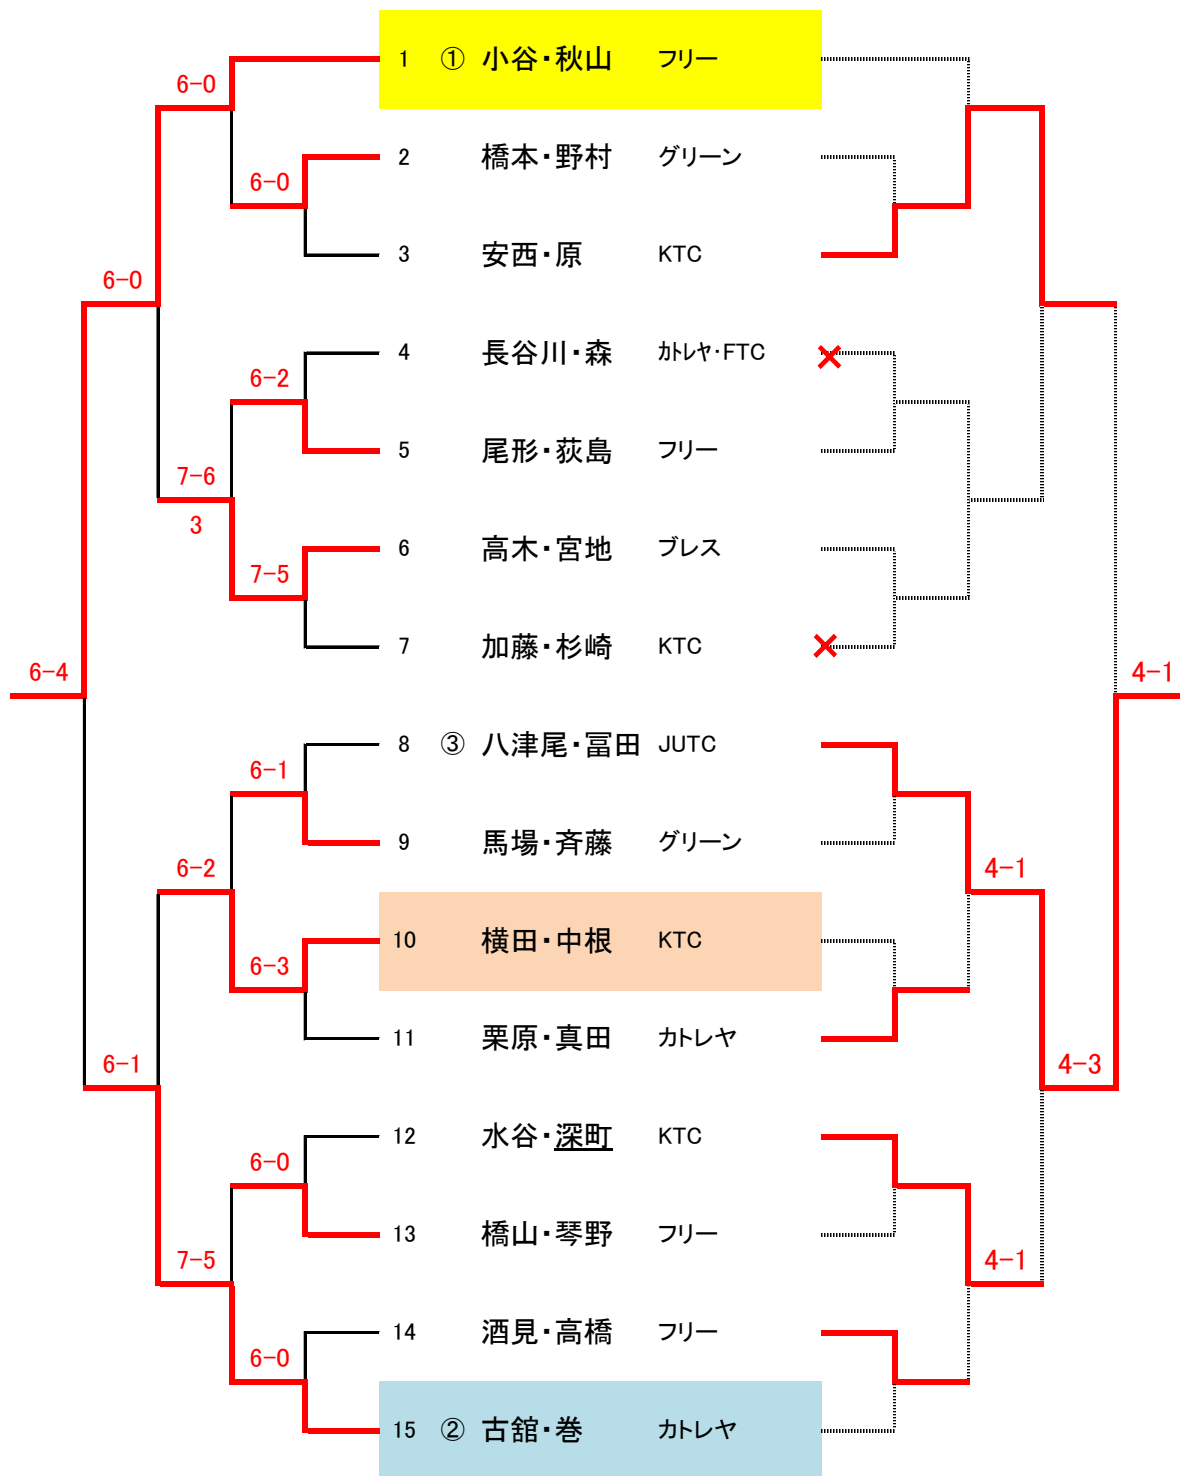 1 ① 小谷・秋山 フリー
6-0
2 橋本・野村 グリーン
6-0
3 安西・原 KTC
6-0
4 長谷川・森 カトレヤ・FTC
6-2
5 尾形・荻島 フリー
7-6
3
6 高木・宮地 ブレス
7-5
7 加藤・杉崎 KTC
6-4 4-1
8 ③ 八津尾・冨田 JUTC
6-1
9 馬場・斉藤 グリーン
6-2 4-1
10 横田・中根 KTC
6-3
11 栗原・真田 カトレヤ
6-1 4-3
12 水谷・深町 KTC
6-0
13 橋山・琴野 フリー
7-5 4-1
14 酒見・高橋 フリー
6-0
15 ② 古舘・巻 カトレヤ